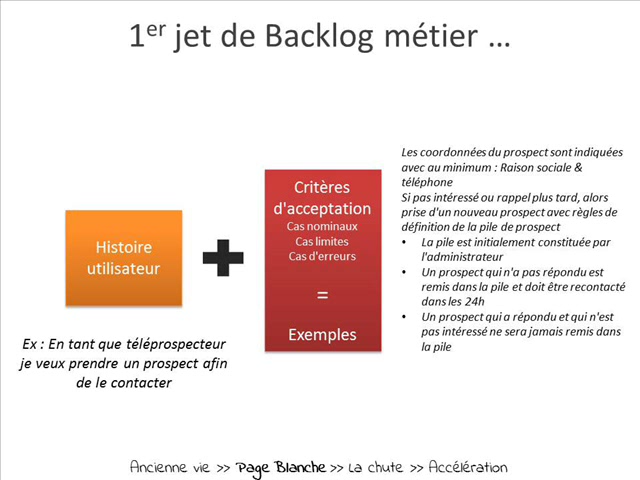 1er jet de Backlog métier ...
Histoire
utilisateur
Ex : En tant que téléprospecteur
je veux prendre un prospect afin
de le contacter
Critères
d'acceptation
Cas nominaux
Cas limites
Cas d'erreurs
=
Exemples
Les coordonnées du prospect sont indiquées
avec au minimum : Raison sociale &
téléphone
Si pas intéressé ou rappel plus tard, alors
prise d'un nouveau prospect avec règles de
définition de la pile de prospect
• La pile est initialement constituée par
l'administrateur
• Un prospect qui n'a pas répondu est
remis dans la pile et doit être recontacté
dans les 24h
• Un prospect qui a répondu et qui n'est
pas intéressé ne sera jamais remis dans
la pile
Ancienne vie >> Page Blanche >> La chute >> Accélération